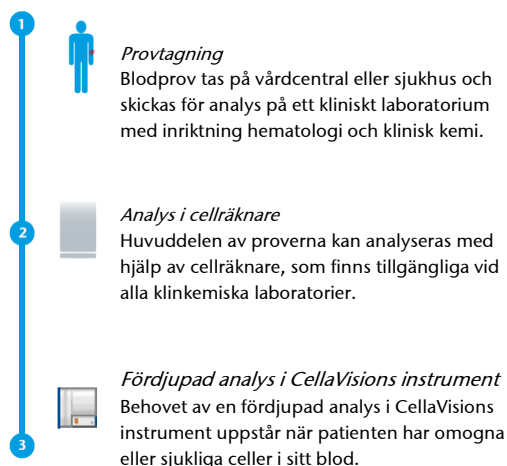 1
Provtagning
Blodprov tas på vårdcentral eller sjukhus och
skickas för analys på ett kliniskt laboratorium
med inriktning hematologi och klinisk kemi.
2
Analys i cellräknare
Huvuddelen av proverna kan analyseras med
hjälp av cellräknare, som finns tillgängliga vid
alla klinkemiska laboratorier.
3
Fördjupad analys i CellaVisions instrument
Behovet av en fördjupad analys i CellaVisions
instrument uppstår när patienten har omogna
eller sjukliga celler i sitt blod.